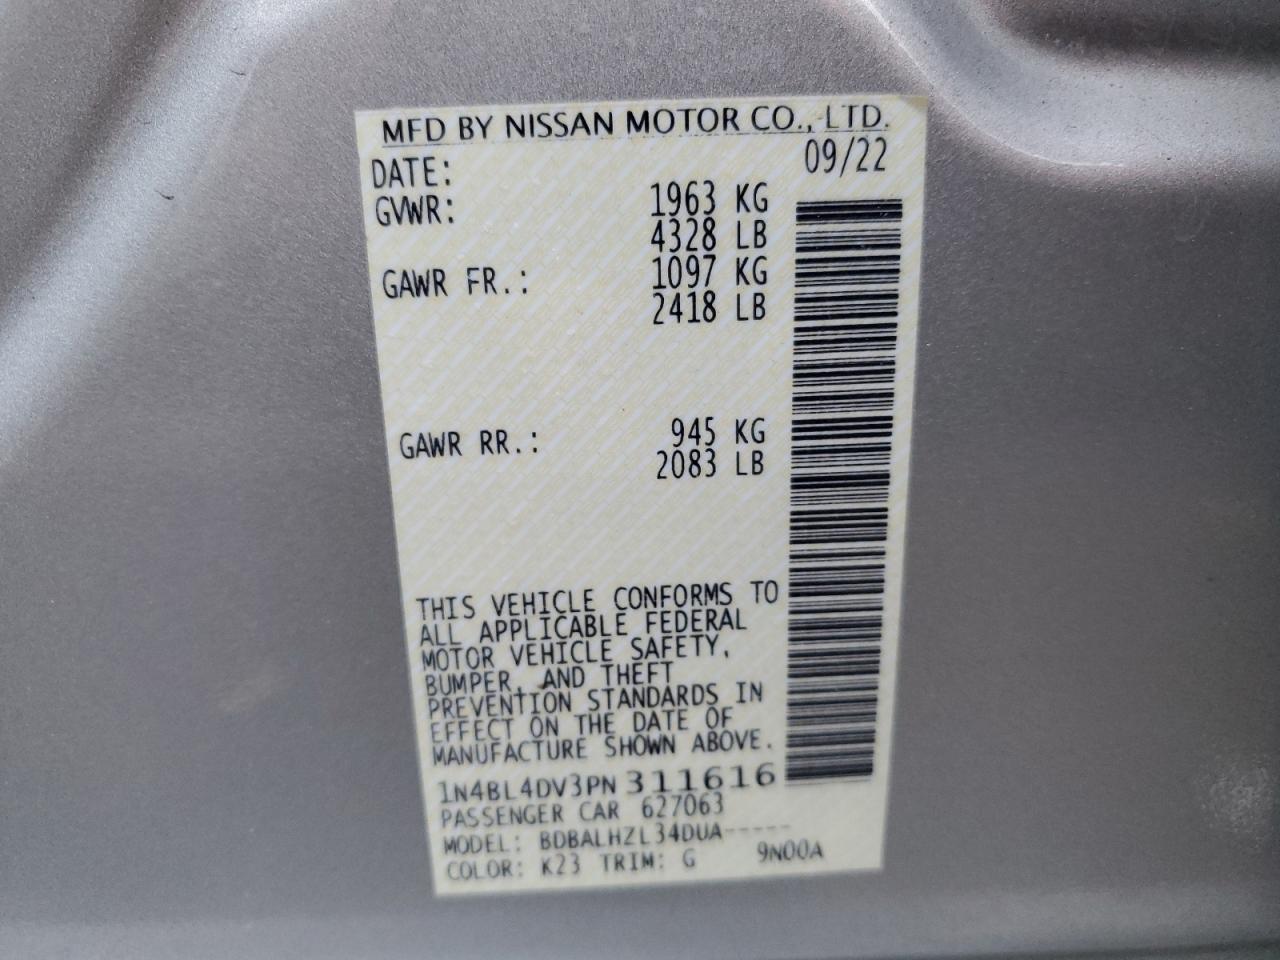 MFD BY NISSAN MOTOR CO., LTD.
DATE: 09/22
GVWR: 1963 KG
4328 LB
GAWR FR.: 1097 KG
2418 LB
GAWR RR.: 945 KG
2083 LB
THIS VEHICLE CONFORMS TO
ALL APPLICABLE FEDERAL
MOTOR VEHICLE SAFETY,
BUMPER, AND THEFT
PREVENTION STANDARDS IN
EFFECT ON THE DATE OF
MANUFACTURE SHOWN ABOVE.
1N4BL4DV3PN311616
PASSENGER CAR 627063
MODEL: BDBALHZL34DUA-----
COLOR: K23 TRIM: G 9N00A